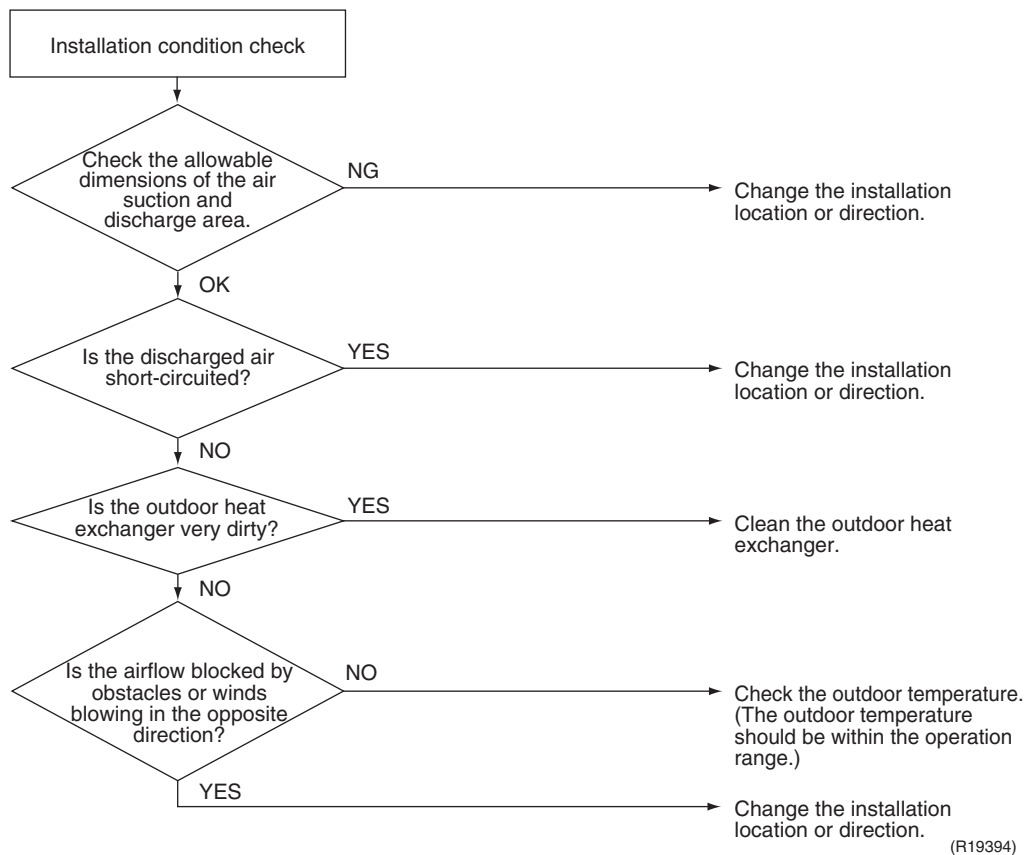 Installation condition check
Check the allowable
dimensions of the air
suction and
discharge area.
NG
Change the installation
location or direction.
OK
Is the discharged air
short-circuited?
YES
Change the installation
location or direction.
NO
Is the outdoor heat
exchanger very dirty?
YES
Clean the outdoor heat
exchanger.
NO
Is the airflow blocked by
obstacles or winds
blowing in the opposite
direction?
NO
Check the outdoor temperature.
(The outdoor temperature
should be within the operation
range.)
YES
Change the installation
location or direction.
(R19394)